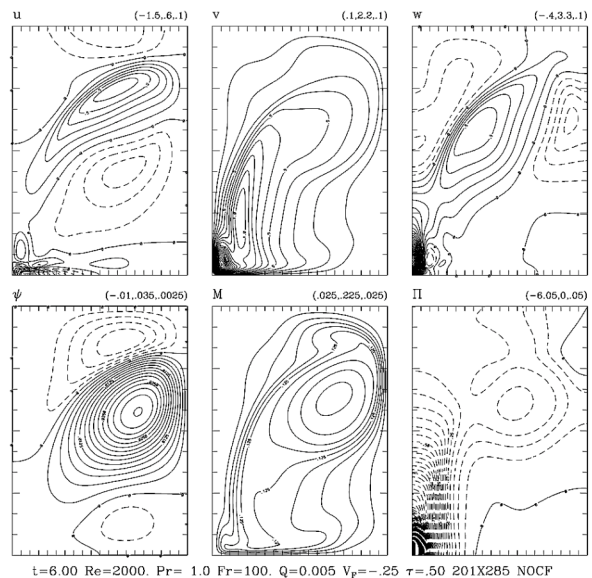 u (-1.5,.6,.1) v (.1,2.2,.1) w (-.4,3.3,.1)
ψ (-.01,.035,.0025) M (.025,.225,.025) Π (-6.05,0,.05)
t=6.00 Re=2000. Pr= 1.0 Fr=100. Q=0.005 V_F=-.25 τ=.50 201X285 NOCF